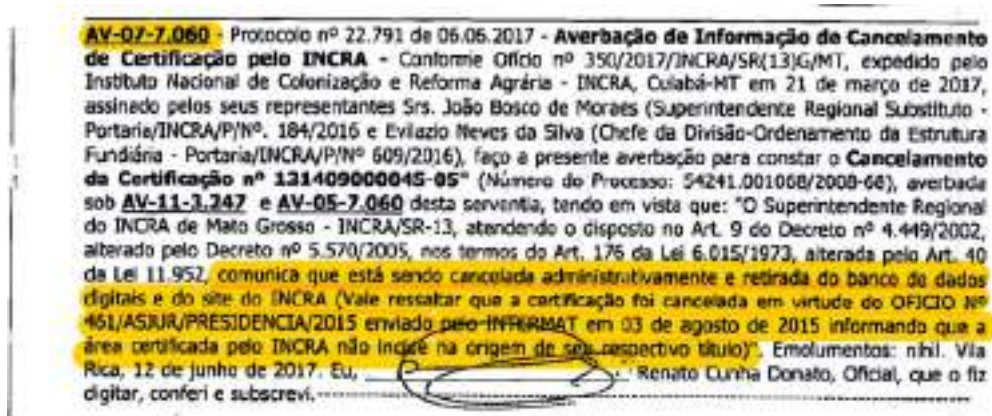 AV-07-7.060 - Protocolo nº 22.791 de 06.06.2017 - Averbação de Informação de Cancelamento
de Certificação pelo INCRA - Conforme Ofício nº 350/2017/INCRA/SR(13)G/MT, expedido pelo
Instituto Nacional de Colonização e Reforma Agrária - INCRA, Cuiabá-MT em 21 de março de 2017,
assinado pelos seus representantes Srs. João Bosco de Moraes (Superintendente Regional Substituto -
Portaria/INCRA/P/Nº. 184/2016 e Evilazio Neves da Silva (Chefe da Divisão-Ordenamento da Estrutura
Fundiária - Portaria/INCRA/P/Nº 609/2016), faço a presente averbação para constar o Cancelamento
da Certificação nº 131409000045-05" (Número do Processo: 54241.001068/2008-68), averbada
sob AV-11-3.247 e AV-05-7.060 desta serventia, tendo em vista que: "O Superintendente Regional
do INCRA de Mato Grosso - INCRA/SR-13, atendendo o disposto no Art. 9 do Decreto nº 4.449/2002,
alterado pelo Decreto nº 5.570/2005, nos termos do Art. 176 da Lei 6.015/1973, alterada pelo Art. 40
da Lei 11.952, comunica que está sendo cancelada administrativamente e retirada do banco de dados
digitais e do site do INCRA (Vale ressaltar que a certificação foi cancelada em virtude do OFICIO Nº
461/ASJUR/PRESIDENCIA/2015 enviado pelo INTERMAT em 03 de agosto de 2015 informando que a
área certificada pelo INCRA não incide na origem de seu respectivo título)". Emolumentos: nihil. Vila
Rica, 12 de junho de 2017. Eu, Renato Cunha Donato, Oficial, que o fiz
digitar, conferi e subscrevi.